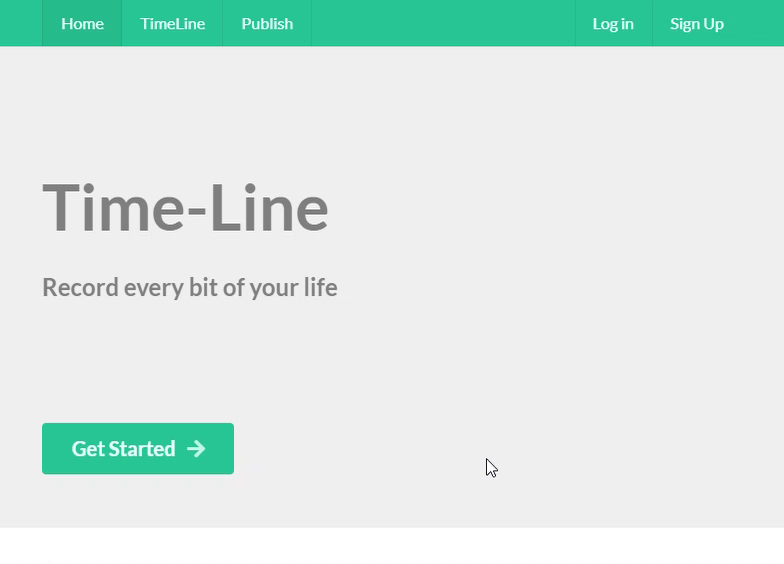 Home TimeLine Publish Log in Sign Up
Time-Line
Record every bit of your life
Get Started